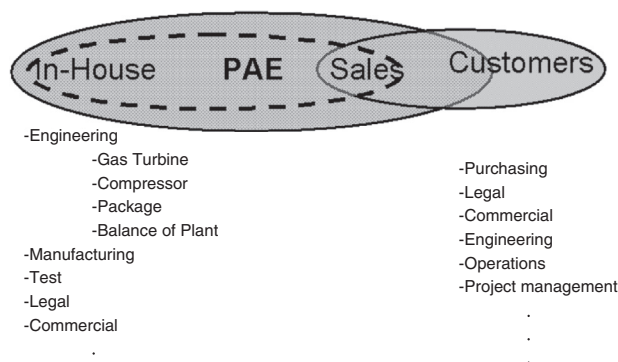 In-House PAE Sales Customers
-Engineering
-Gas Turbine
-Compressor
-Package
-Balance of Plant
-Manufacturing
-Test
-Legal
-Commercial
.
-Purchasing
-Legal
-Commercial
-Engineering
-Operations
-Project management
.
.
.